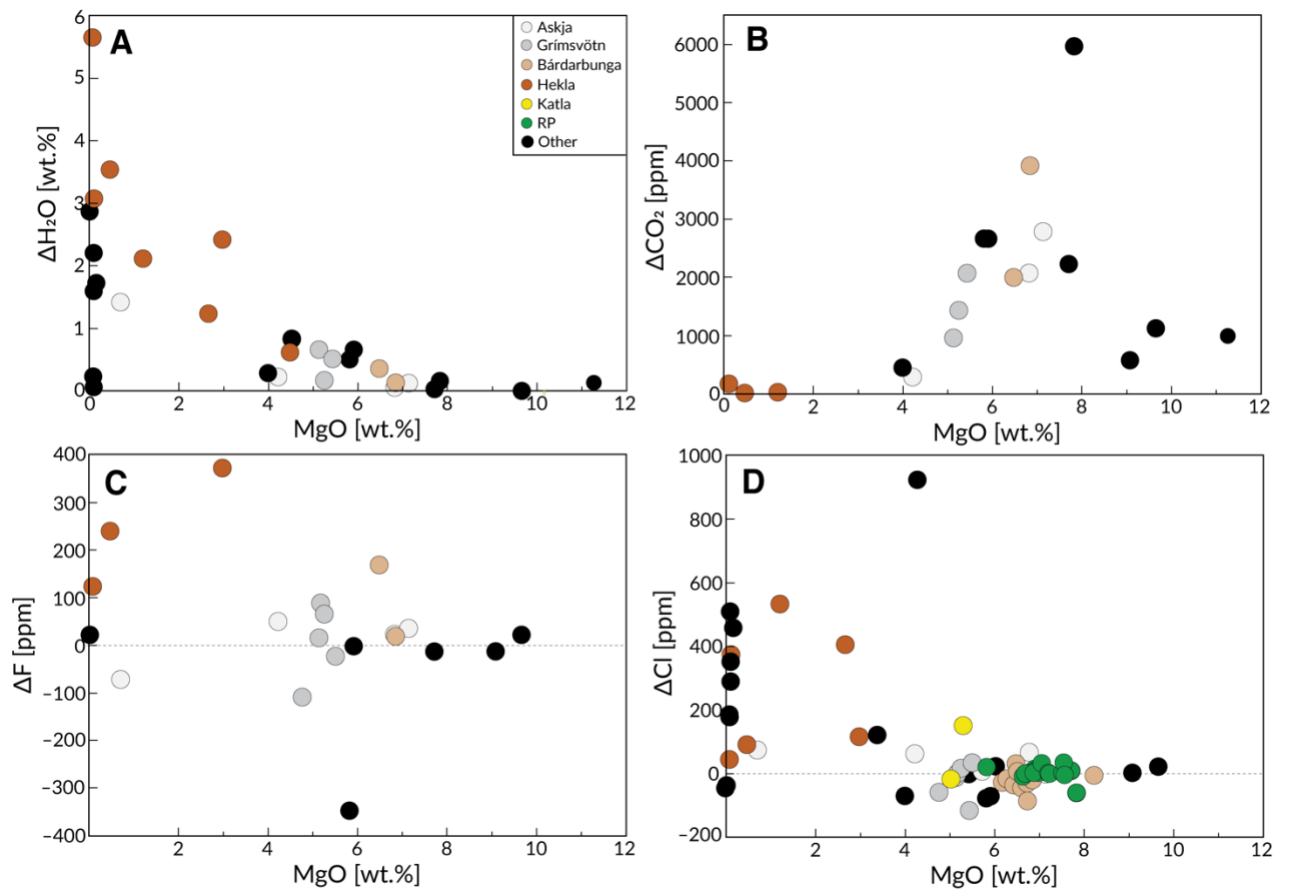 A
ΔH₂O [wt.%]
6
5
4
3
2
1
0
0 2 4 6 8 10 12
MgO [wt.%]
Askja
Grímsvötn
Bárdarbunga
Hekla
Katla
RP
Other
B
ΔCO₂ [ppm]
6000
5000
4000
3000
2000
1000
0
2 4 6 8 10 12
MgO [wt.%]
C
ΔF [ppm]
400
300
200
100
0
−100
−200
−300
−400
2 4 6 8 10 12
MgO [wt.%]
D
ΔCl [ppm]
1000
800
600
400
200
0
−200
2 4 6 8 10 12
MgO [wt.%]